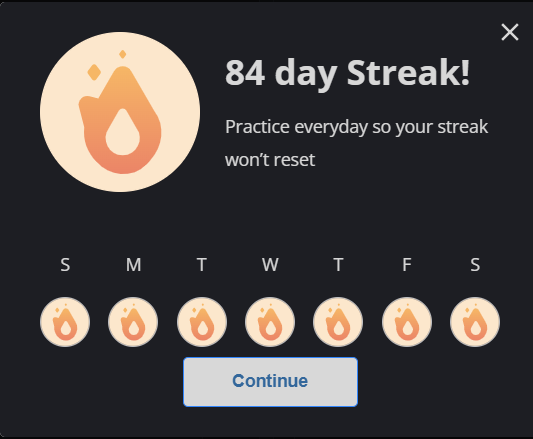 84 day Streak!
Practice everyday so your streak
won't reset
S M T W T F S
Continue